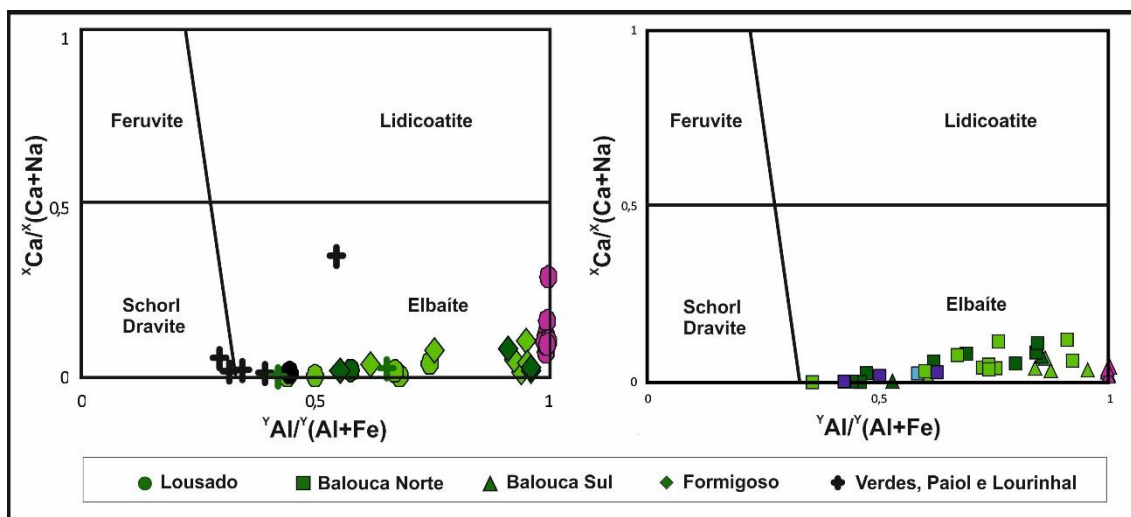 1
Feruvite
Lidicoatite
ˣCa/ˣ(Ca+Na)
0,5
Schorl
Dravite
Elbaíte
0
0,5
1
ʸAl/ʸ(Al+Fe)
1
Feruvite
Lidicoatite
ˣCa/ˣ(Ca+Na)
0,5
Schorl
Dravite
Elbaíte
0
0
0,5
1
ʸAl/ʸ(Al+Fe)
Lousado
Balouca Norte
Balouca Sul
Formigoso
Verdes, Paiol e Lourinhal